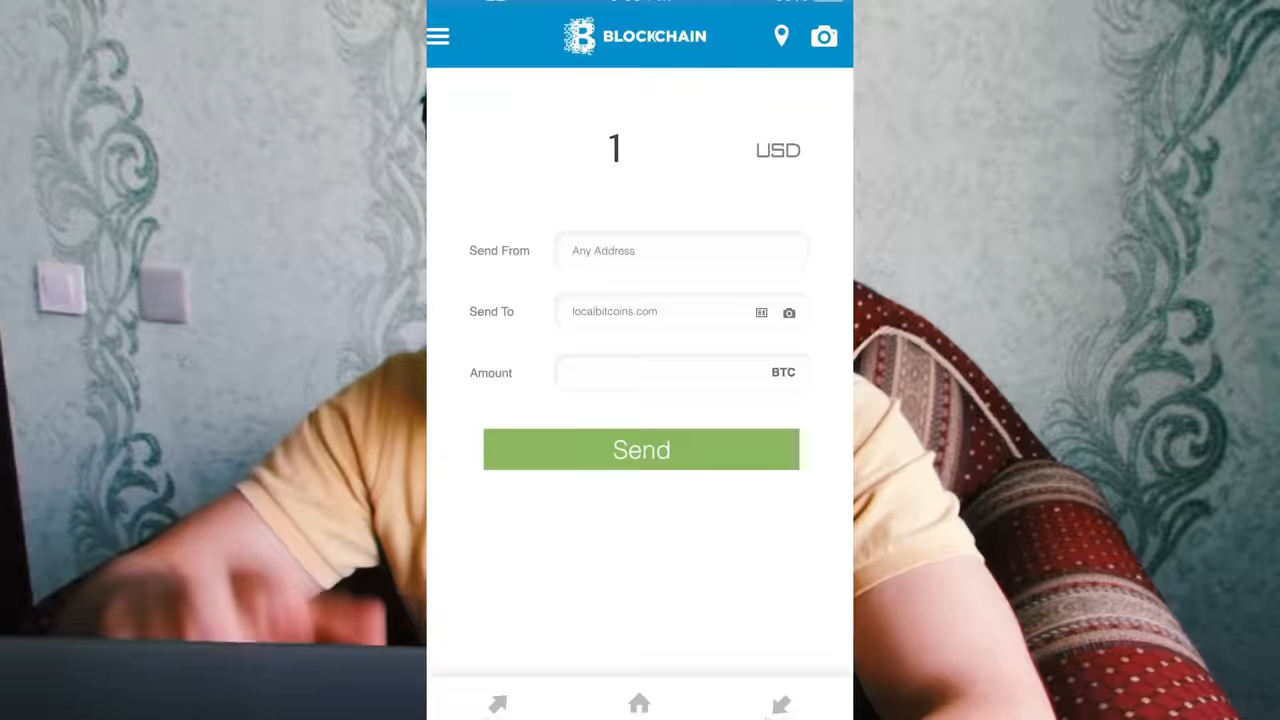 BLOCKCHAIN
1 USD
Send From Any Address
Send To localbitcoins.com
Amount BTC
Send